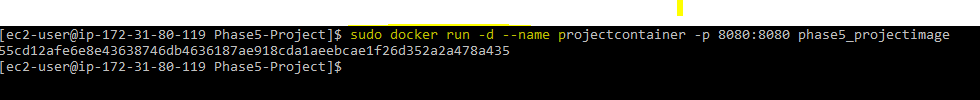 [ec2-user@ip-172-31-80-119 Phase5-Project]$ sudo docker run -d --name projectcontainer -p 8080:8080 phase5_projectimage
55cd12afe6e8e43638746db4636187ae918cda1aeebcae1f26d352a2a478a435
[ec2-user@ip-172-31-80-119 Phase5-Project]$